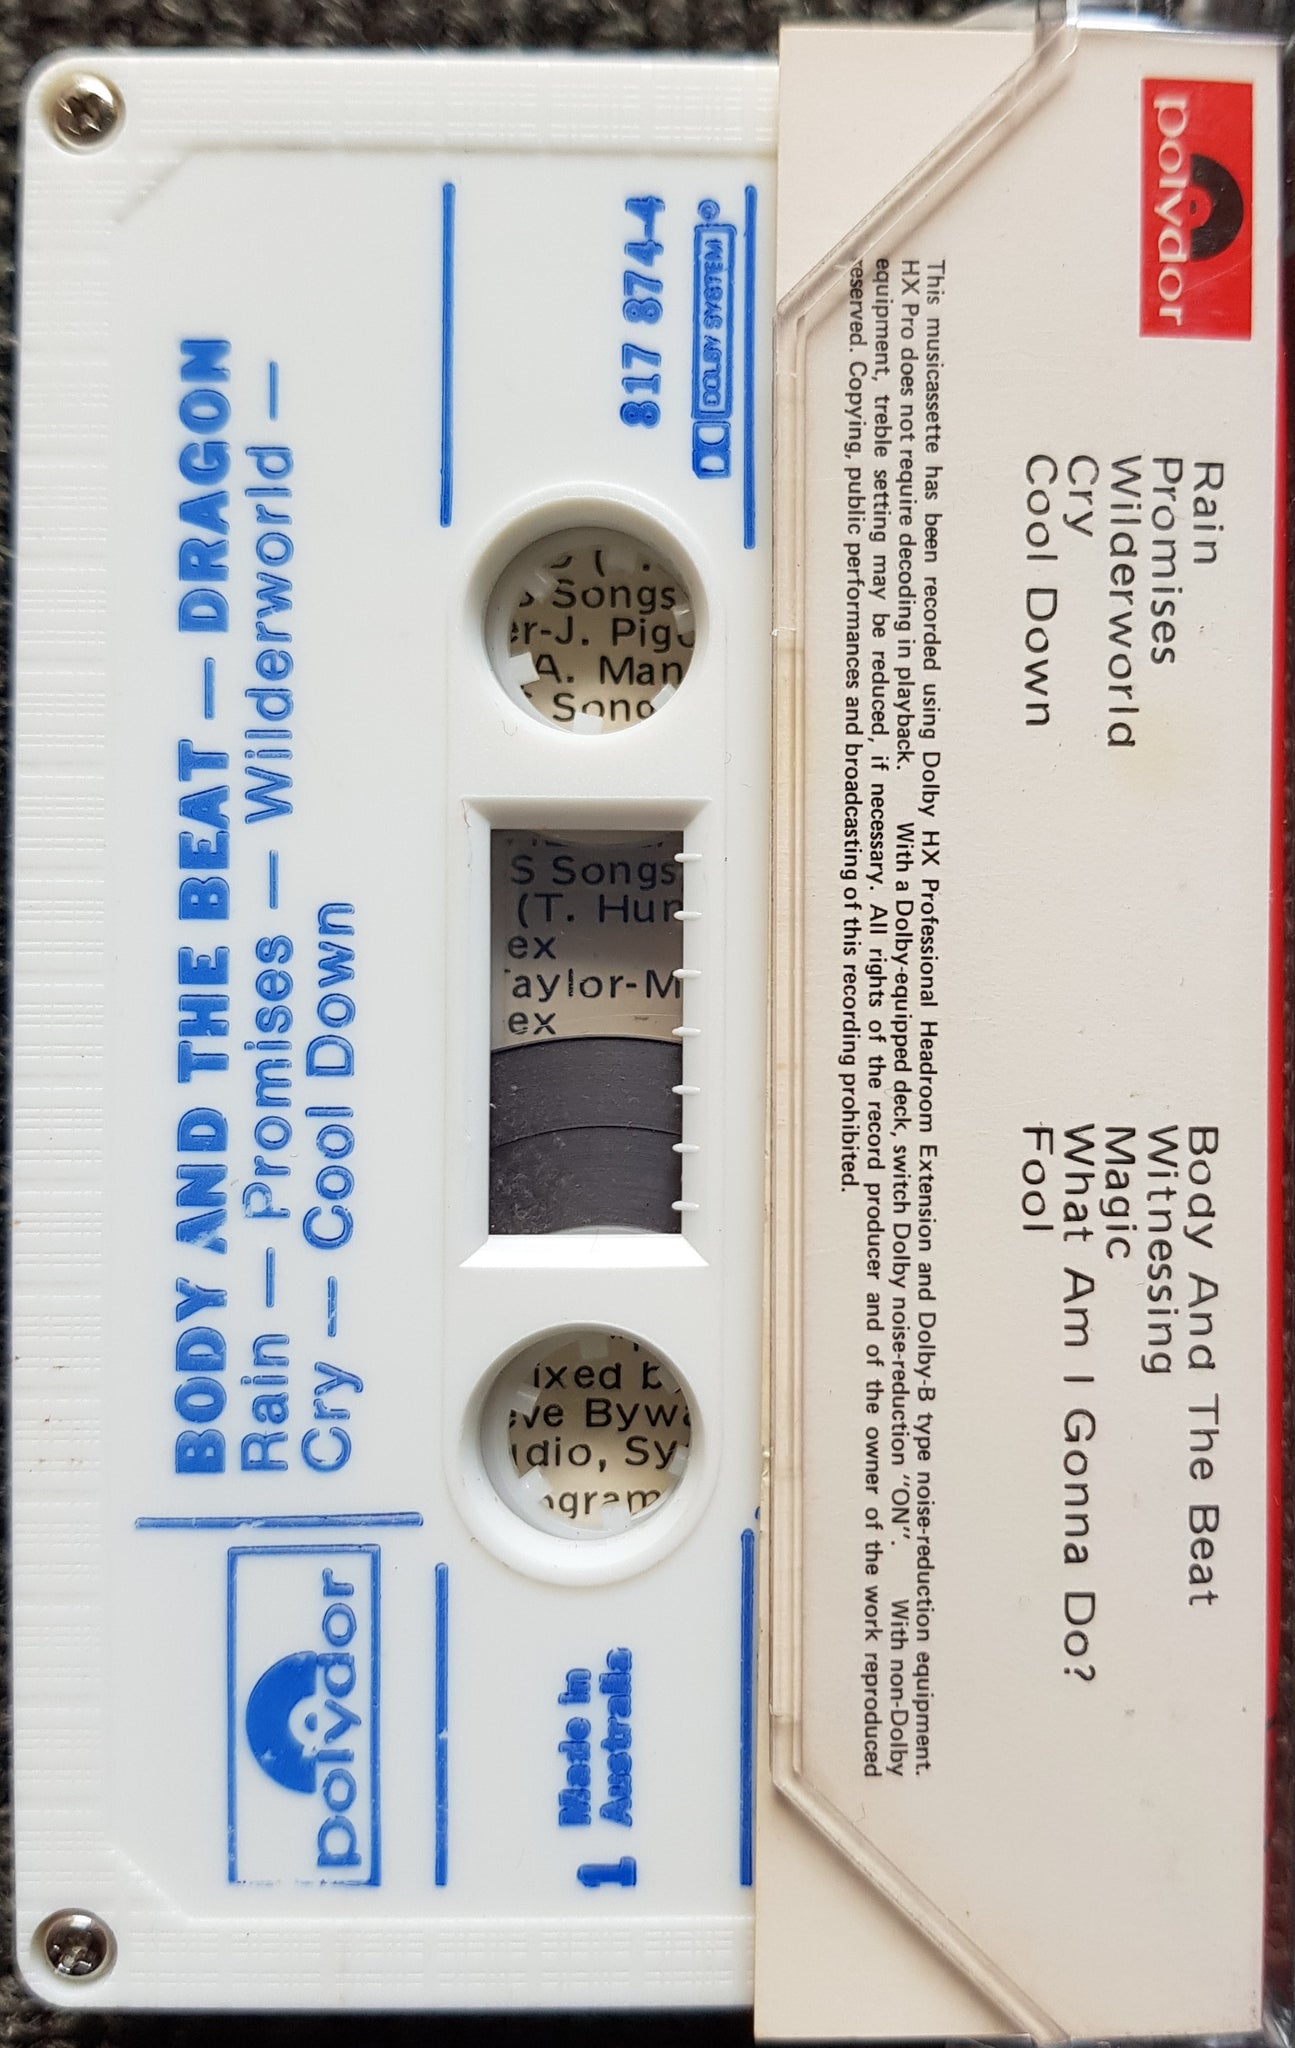 BODY AND THE BEAT — DRAGON
Rain — Promises — Wilderworld —
Cry — Cool Down
polydor
817 874-4
DOLBY SYSTEM
1
Made in
Australia
Songs
er-J.
A. Man
S Songs
(T.
ex
ex
dio, Sy
polydor
Rain
Promises
Wilderworld
Cry
Cool Down
Body And The Beat
Witnessing
Magic
What Am I Gonna Do?
Fool
This musicassette has been recorded using Dolby HX Professional Headroom Extension and Dolby-B type noise-reduction equipment.
HX Pro does not require decoding in playback. With a Dolby-equipped deck, switch Dolby noise-reduction "ON". With non-Dolby
equipment, treble setting may be reduced, if necessary. All rights of the record producer and of the owner of the work reproduced
reserved. Copying, public performances and broadcasting of this recording prohibited.